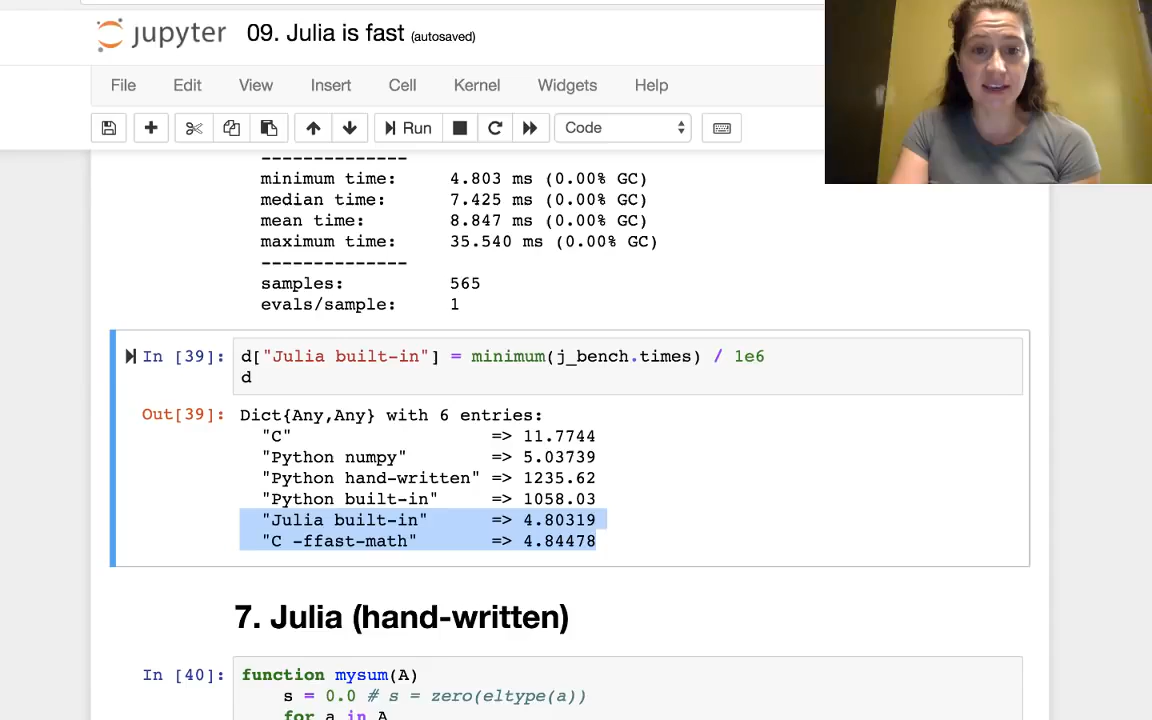 jupyter 09. Julia is fast (autosaved)
File Edit View Insert Cell Kernel Widgets Help
Run Code
--------------
minimum time: 4.803 ms (0.00% GC)
median time: 7.425 ms (0.00% GC)
mean time: 8.847 ms (0.00% GC)
maximum time: 35.540 ms (0.00% GC)
--------------
samples: 565
evals/sample: 1
In [39]: d["Julia built-in"] = minimum(j_bench.times) / 1e6
d
Out[39]: Dict{Any,Any} with 6 entries:
"C" => 11.7744
"Python numpy" => 5.03739
"Python hand-written" => 1235.62
"Python built-in" => 1058.03
"Julia built-in" => 4.80319
"C -ffast-math" => 4.84478
7. Julia (hand-written)
In [40]: function mysum(A)
s = 0.0 # s = zero(eltype(a))
for a in A